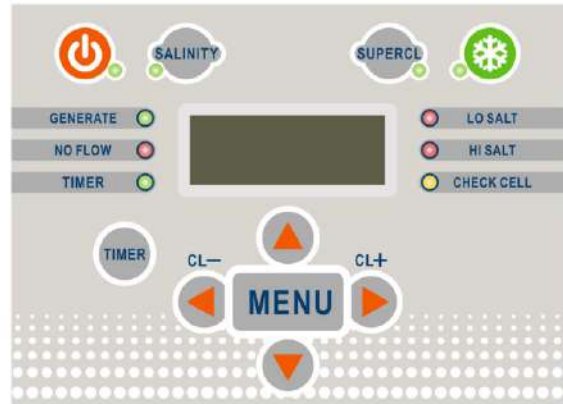 SALINITY SUPERCL
GENERATE LO SALT
NO FLOW HI SALT
TIMER CHECK CELL
TIMER
CL− CL+
MENU